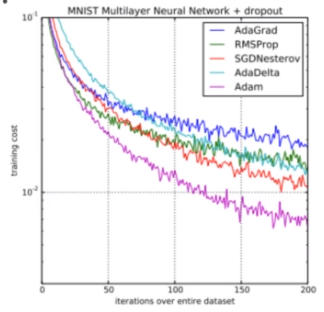 MNIST Multilayer Neural Network + dropout
10⁻¹
AdaGrad
RMSProp
SGDNesterov
AdaDelta
Adam
training cost
10⁻²
0 50 100 150 200
iterations over entire dataset